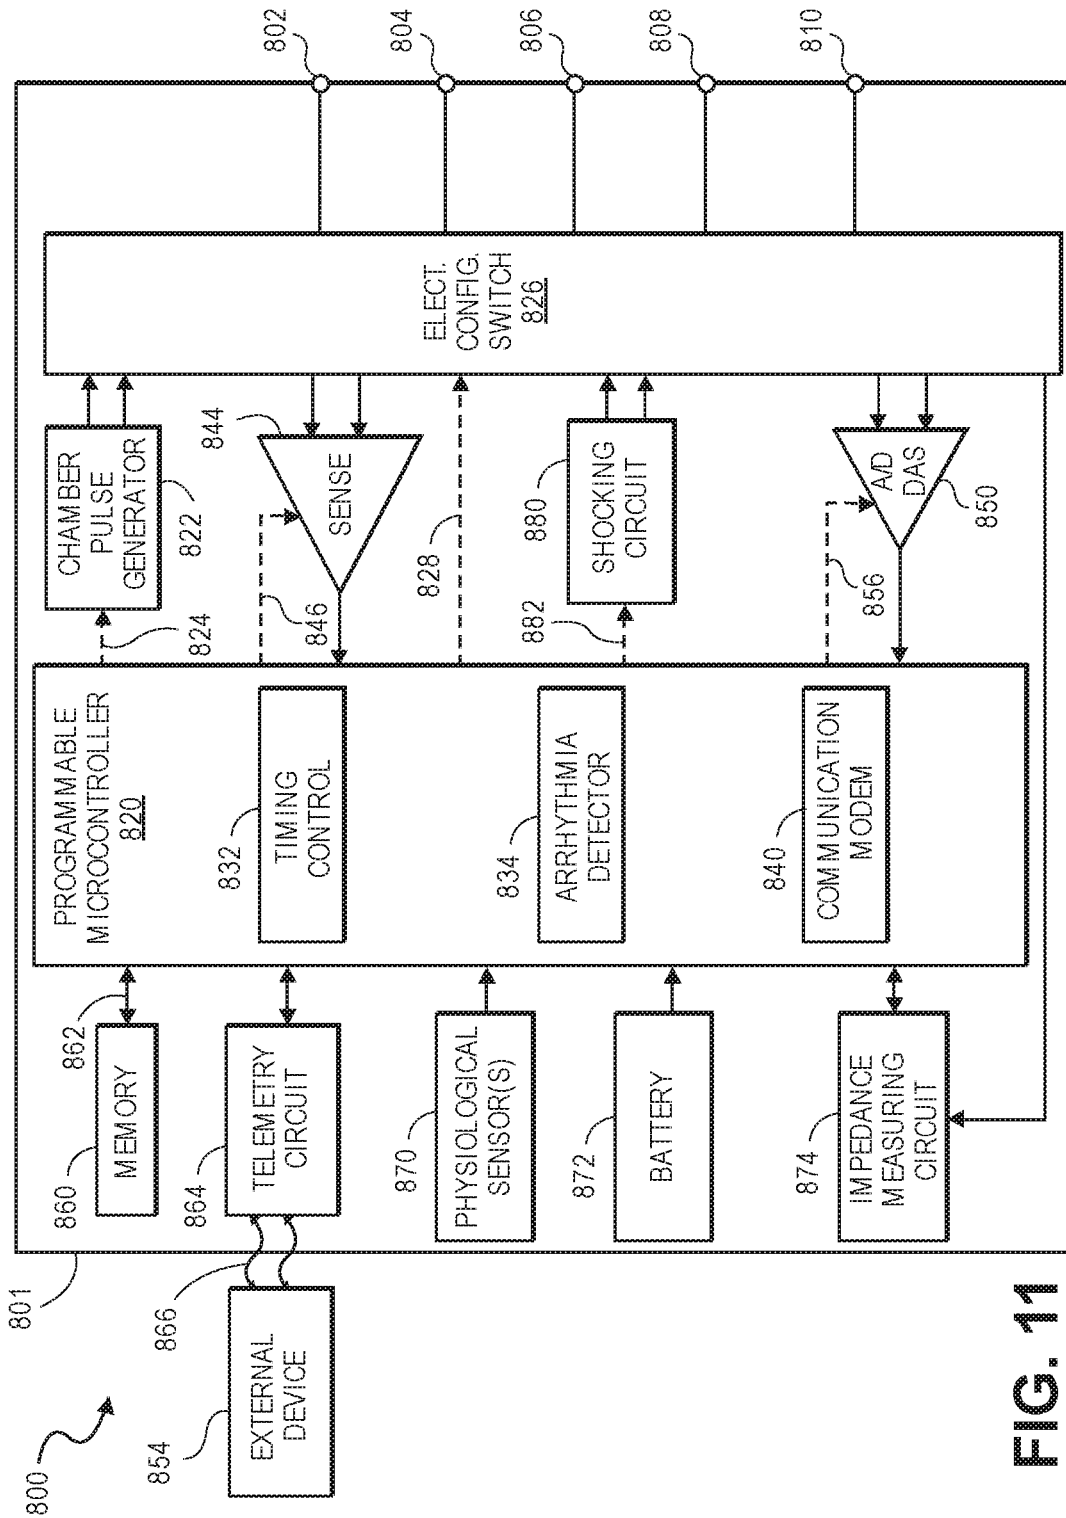 800
801
802
804
806
808
810
ELECT.
CONFIG.
SWITCH
826
CHAMBER
PULSE
GENERATOR
822
824
844
SENSE
846
828
SHOCKING
CIRCUIT
880
882
A/D
DAS
850
856
PROGRAMMABLE
MICROCONTROLLER
820
832
TIMING
CONTROL
834
ARRHYTHMIA
DETECTOR
840
COMMUNICATION
MODEM
862
860
MEMORY
864
TELEMETRY
CIRCUIT
870
PHYSIOLOGICAL
SENSOR(S)
872
BATTERY
874
IMPEDANCE
MEASURING
CIRCUIT
866
854
EXTERNAL
DEVICE
FIG. 11